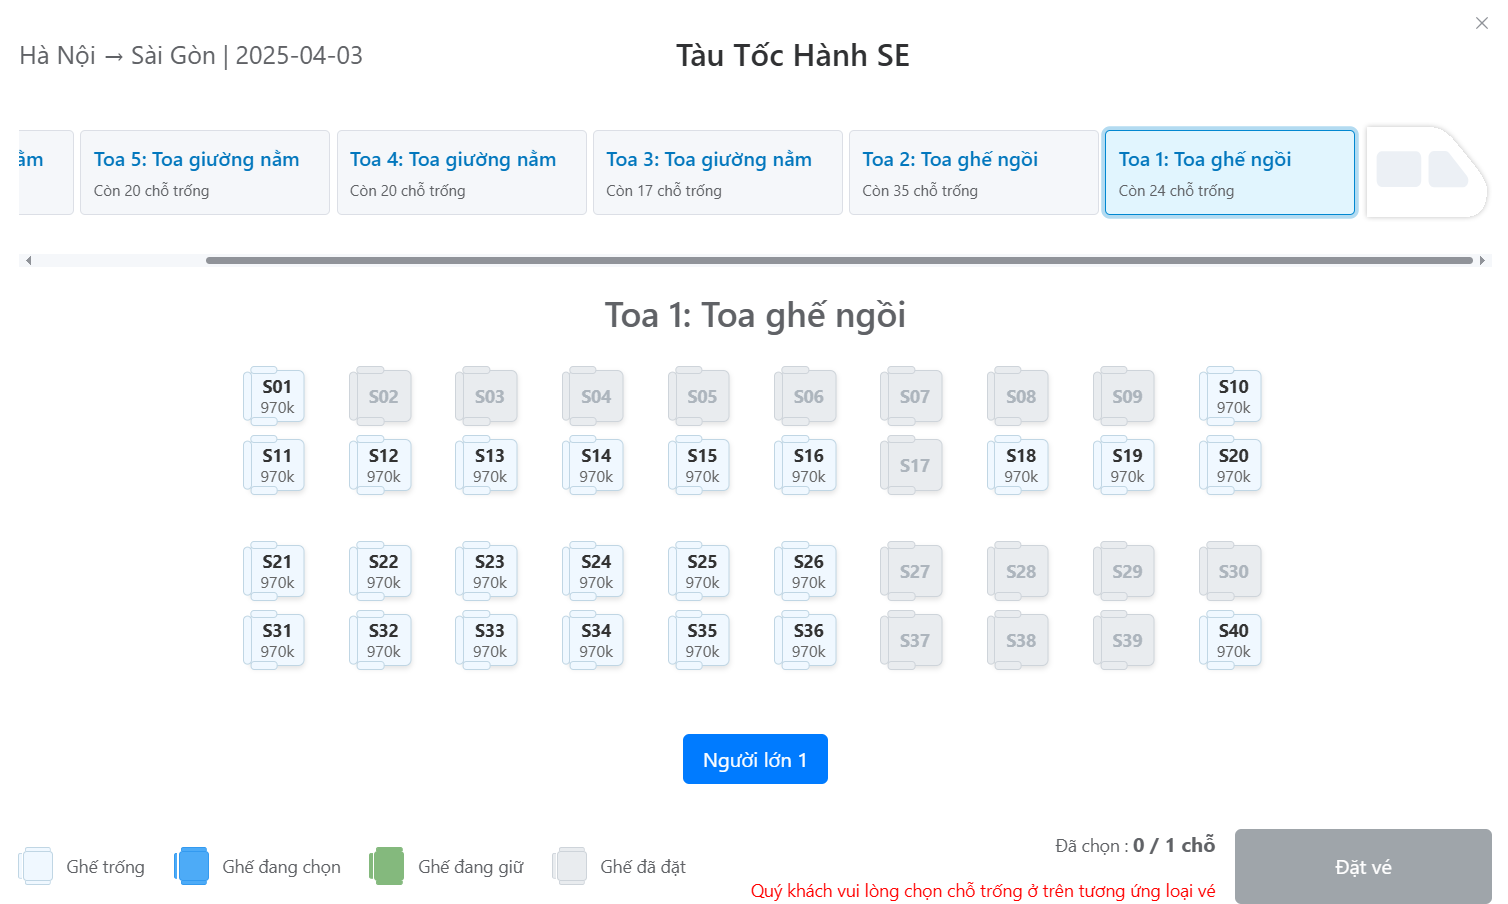 Hà Nội → Sài Gòn | 2025-04-03
Tàu Tốc Hành SE
ằm
Toa 5: Toa giường nằm
Còn 20 chỗ trống
Toa 4: Toa giường nằm
Còn 20 chỗ trống
Toa 3: Toa giường nằm
Còn 17 chỗ trống
Toa 2: Toa ghế ngồi
Còn 35 chỗ trống
Toa 1: Toa ghế ngồi
Còn 24 chỗ trống
Toa 1: Toa ghế ngồi
S01 S02 S03 S04 S05 S06 S07 S08 S09 S10
970k 970k
S11 S12 S13 S14 S15 S16 S17 S18 S19 S20
970k 970k 970k 970k 970k 970k 970k 970k 970k
S21 S22 S23 S24 S25 S26 S27 S28 S29 S30
970k 970k 970k 970k 970k 970k
S31 S32 S33 S34 S35 S36 S37 S38 S39 S40
970k 970k 970k 970k 970k 970k 970k
Người lớn 1
Ghế trống
Ghế đang chọn
Ghế đang giữ
Ghế đã đặt
Đã chọn : 0 / 1 chỗ
Quý khách vui lòng chọn chỗ trống ở trên tương ứng loại vé
Đặt vé